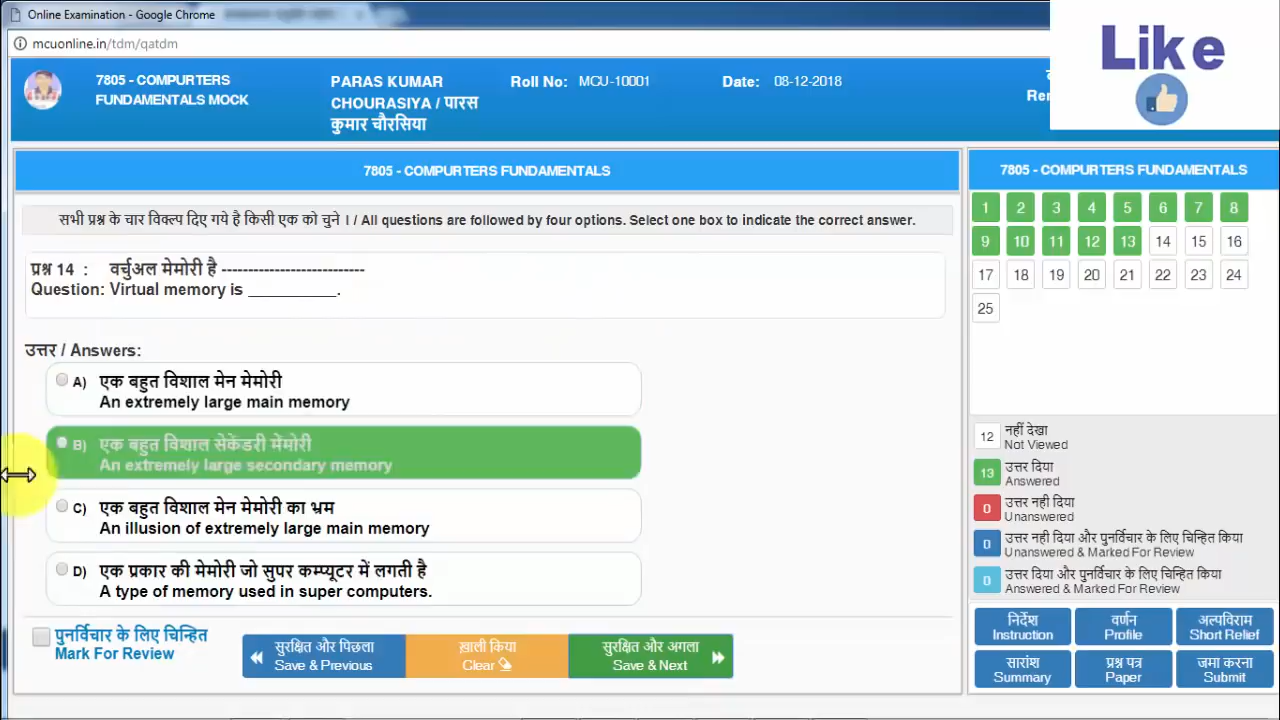 Online Examination - Google Chrome
mcuonline.in/tdm/qatdm
Like
7805 - COMPURTERS FUNDAMENTALS MOCK
PARAS KUMAR CHOURASIYA / पारस कुमार चौरसिया
Roll No: MCU-10001
Date: 08-12-2018
7805 - COMPURTERS FUNDAMENTALS
सभी प्रश्न के चार विकल्प दिए गये है किसी एक को चुने । / All questions are followed by four options. Select one box to indicate the correct answer.
प्रश्न 14 : वर्चुअल मेमोरी है ---------------------------
Question: Virtual memory is __________.
उत्तर / Answers:
A) एक बहुत विशाल मेन मेमोरी
An extremely large main memory
B) एक बहुत विशाल सेकेंडरी मेंमोरी
An extremely large secondary memory
C) एक बहुत विशाल मेन मेमोरी का भ्रम
An illusion of extremely large main memory
D) एक प्रकार की मेमोरी जो सुपर कम्प्यूटर में लगती है
A type of memory used in super computers.
पुनर्विचार के लिए चिन्हित
Mark For Review
सुरक्षित और पिछला
Save & Previous
ख़ाली किया
Clear
सुरक्षित और अगला
Save & Next
7805 - COMPURTERS FUNDAMENTALS
1 2 3 4 5 6 7 8
9 10 11 12 13 14 15 16
17 18 19 20 21 22 23 24
25
12 नहीं देखा
Not Viewed
13 उत्तर दिया
Answered
0 उत्तर नही दिया
Unanswered
0 उत्तर नही दिया और पुनर्विचार के लिए चिन्हित किया
Unanswered & Marked For Review
0 उत्तर दिया और पुनर्विचार के लिए चिन्हित किया
Answered & Marked For Review
निर्देश वर्णन अल्पविराम
Instruction Profile Short Relief
सारांश प्रश्न पत्र जमा करना
Summary Paper Submit